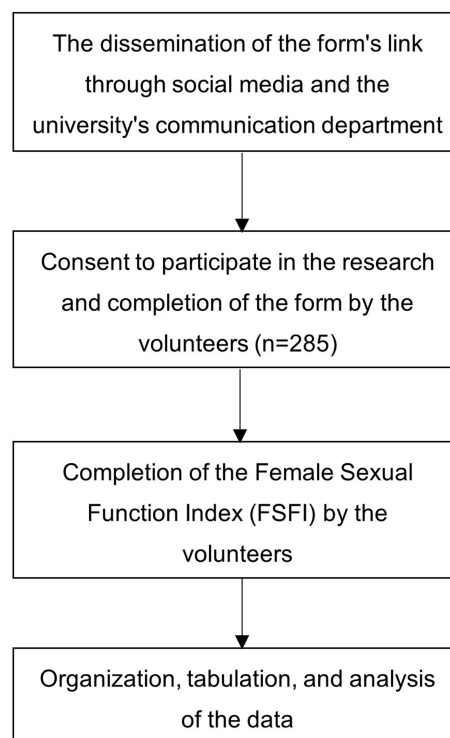 The dissemination of the form's link
through social media and the
university's communication department
Consent to participate in the research
and completion of the form by the
volunteers (n=285)
Completion of the Female Sexual
Function Index (FSFI) by the
volunteers
Organization, tabulation, and analysis
of the data